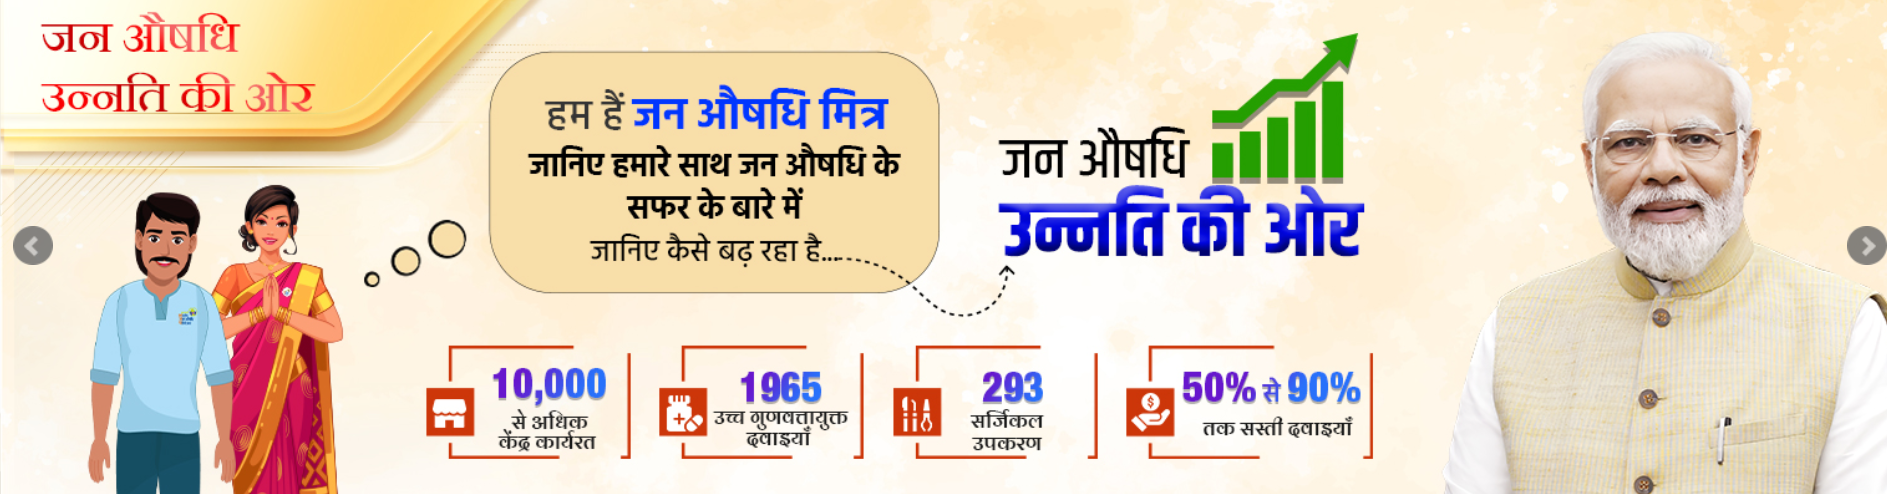 जन औषधि
उन्नति की ओर
हम हैं जन औषधि मित्र
जानिए हमारे साथ जन औषधि के
सफर के बारे में
जानिए कैसे बढ़ रहा है...
जन औषधि
उन्नति की ओर
10,000
से अधिक
केंद्र कार्यरत
1965
उच्च गुणवत्तायुक्त
दवाइयाँ
293
सर्जिकल
उपकरण
50% से 90%
तक सस्ती दवाइयाँ